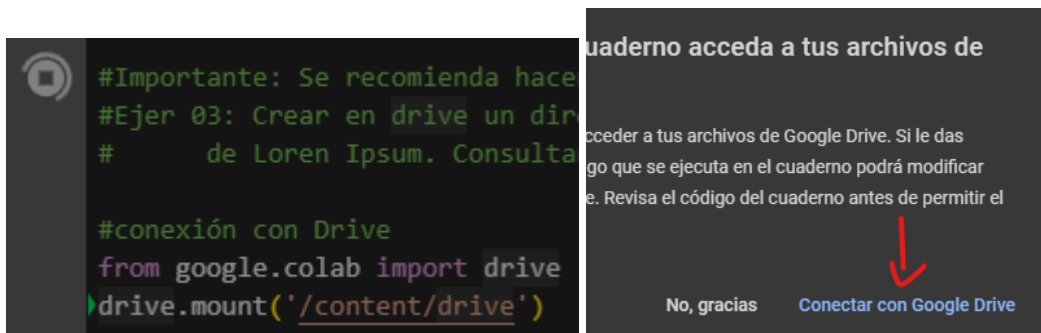 #Importante: Se recomienda hace
#Ejer 03: Crear en drive un dir
# de Loren Ipsum. Consulta
#conexión con Drive
from google.colab import drive
drive.mount('/content/drive')
uaderno acceda a tus archivos de
cceder a tus archivos de Google Drive. Si le das
go que se ejecuta en el cuaderno podrá modificar
e. Revisa el código del cuaderno antes de permitir el
No, gracias Conectar con Google Drive